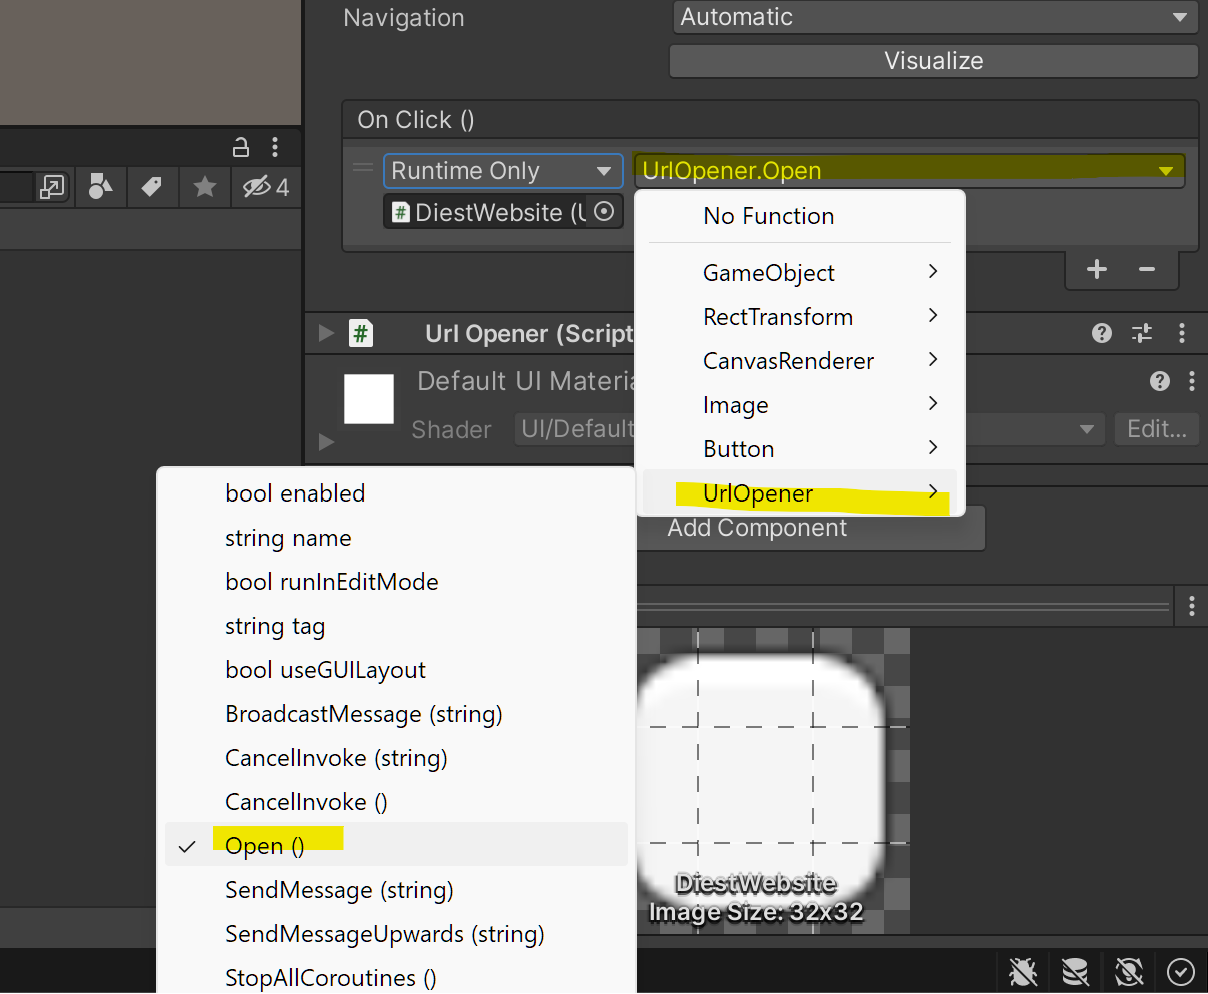 Navigation
Automatic
Visualize
On Click ()
Runtime Only
UrlOpener.Open
DiestWebsite (U
4
No Function
GameObject
RectTransform
CanvasRenderer
Image
Button
UrlOpener
Url Opener (Script
Default UI Materia
Shader
UI/Default
Edit...
Add Component
bool enabled
string name
bool runInEditMode
string tag
bool useGUILayout
BroadcastMessage (string)
CancelInvoke (string)
CancelInvoke ()
Open ()
SendMessage (string)
SendMessageUpwards (string)
StopAllCoroutines ()
DiestWebsite
Image Size: 32x32